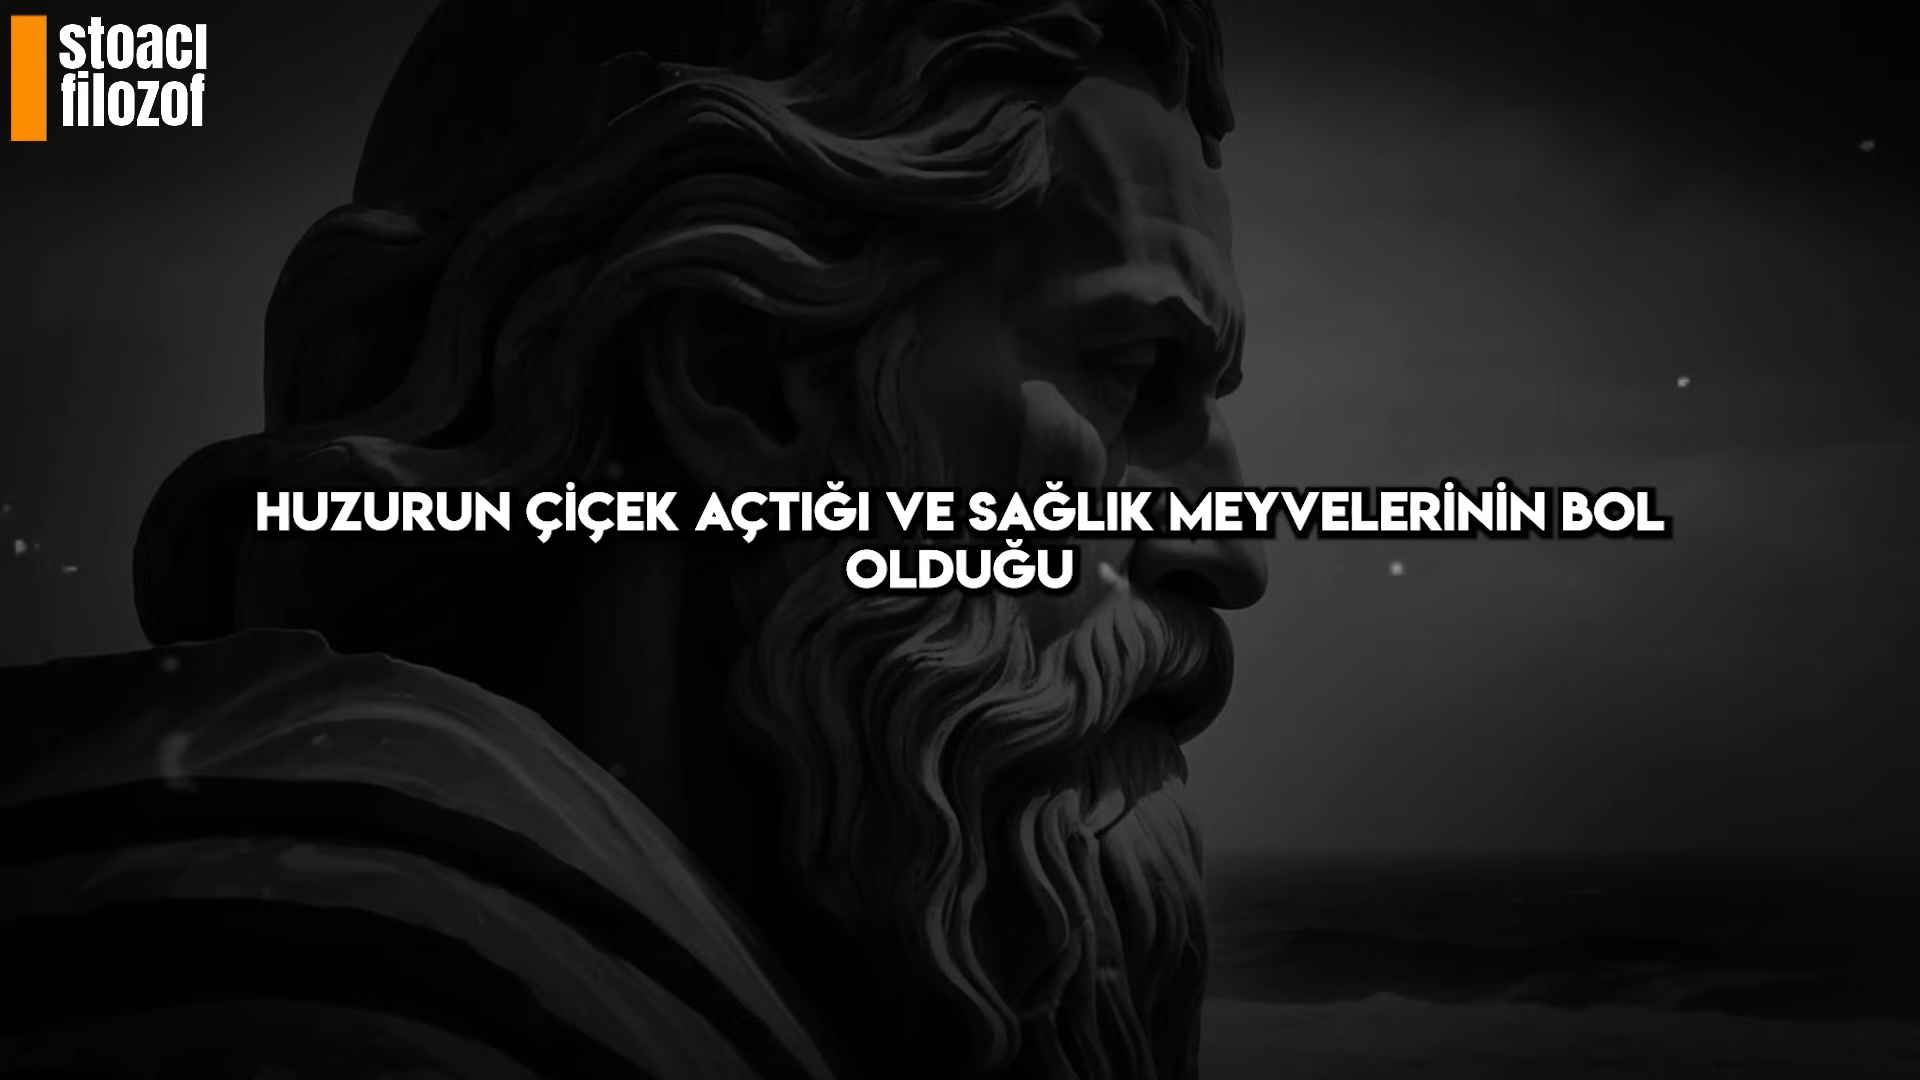 stoacı
filozof
HUZURUN ÇİÇEK AÇTIĞI VE SAĞLIK MEYVELERİNİN BOL
OLDUĞU